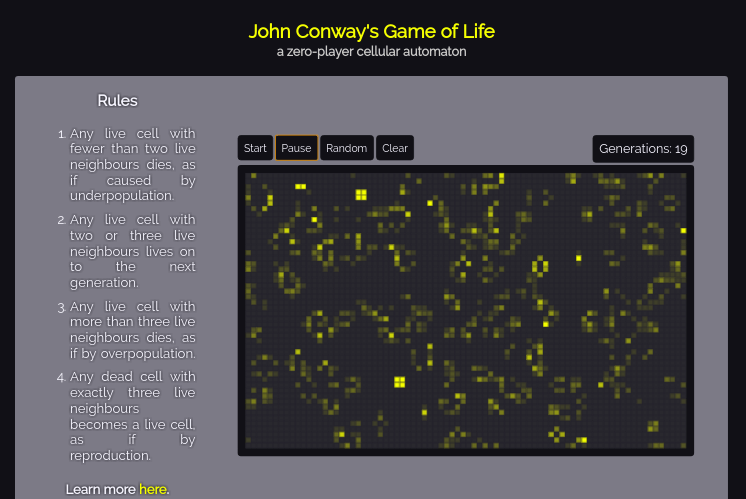 John Conway's Game of Life
a zero-player cellular automaton
Rules
1. Any live cell with
fewer than two live
neighbours dies, as
if caused by
underpopulation.
2. Any live cell with
two or three live
neighbours lives on
to the next
generation.
3. Any live cell with
more than three live
neighbours dies, as
if by overpopulation.
4. Any dead cell with
exactly three live
neighbours
becomes a live cell,
as if by
reproduction.
Learn more here.
Start Pause Random Clear
Generations: 19